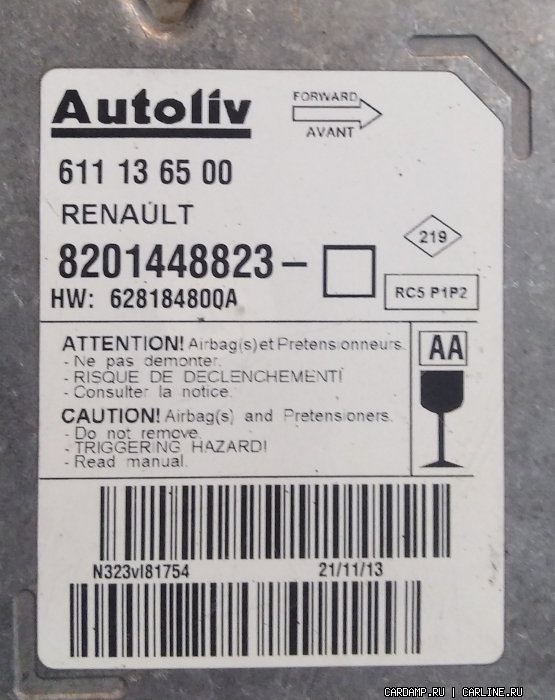 Autoliv
FORWARD
AVANT
611 13 65 00
RENAULT
219
8201448823-
RC5 P1P2
HW: 628184800A
ATTENTION! Airbag(s) et Pretensionneurs.
- Ne pas demonter.
- RISQUE DE DECLENCHEMENT!
- Consulter la notice.
AA
CAUTION! Airbag(s) and Pretensioners.
- Do not remove.
- TRIGGERING HAZARD!
- Read manual.
N323vl81754 21/11/13
CARDAMP.RU | CARLINE.RU